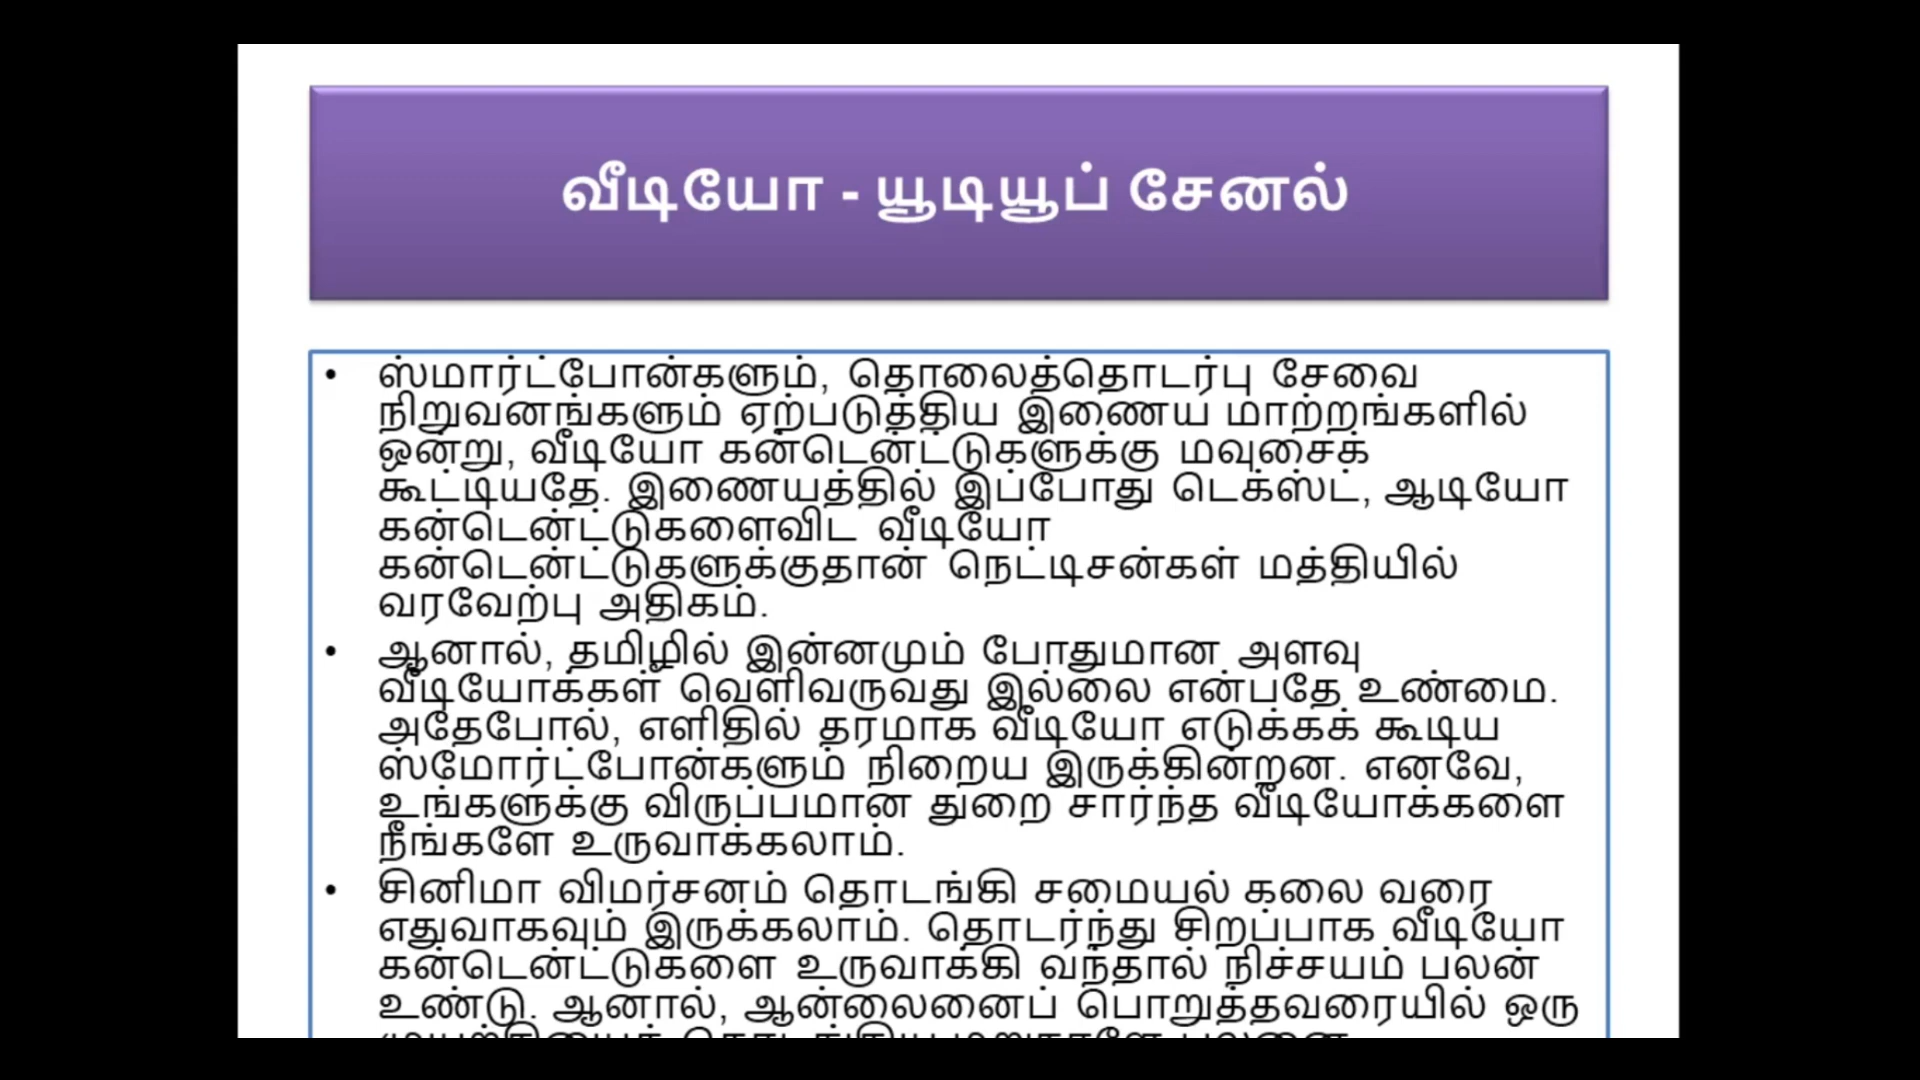 வீடியோ - யூடியூப் சேனல்
• ஸ்மார்ட்போன்களும், தொலைத்தொடர்பு சேவை
நிறுவனங்களும் ஏற்படுத்திய இணைய மாற்றங்களில்
ஒன்று, வீடியோ கன்டென்ட்டுகளுக்கு மவுசைக்
கூட்டியதே. இணையத்தில் இப்போது டெக்ஸ்ட், ஆடியோ
கன்டென்ட்டுகளைவிட வீடியோ
கன்டென்ட்டுகளுக்குதான் நெட்டிசன்கள் மத்தியில்
வரவேற்பு அதிகம்.
• ஆனால், தமிழில் இன்னமும் போதுமான அளவு
வீடியோக்கள் வெளிவருவது இல்லை என்பதே உண்மை.
அதேபோல், எளிதில் தரமாக வீடியோ எடுக்கக் கூடிய
ஸ்மோர்ட்போன்களும் நிறைய இருக்கின்றன. எனவே,
உங்களுக்கு விருப்பமான துறை சார்ந்த வீடியோக்களை
நீங்களே உருவாக்கலாம்.
• சினிமா விமர்சனம் தொடங்கி சமையல் கலை வரை
எதுவாகவும் இருக்கலாம். தொடர்ந்து சிறப்பாக வீடியோ
கன்டென்ட்டுகளை உருவாக்கி வந்தால் நிச்சயம் பலன்
உண்டு. ஆனால், ஆன்லைனைப் பொறுத்தவரையில் ஒரு